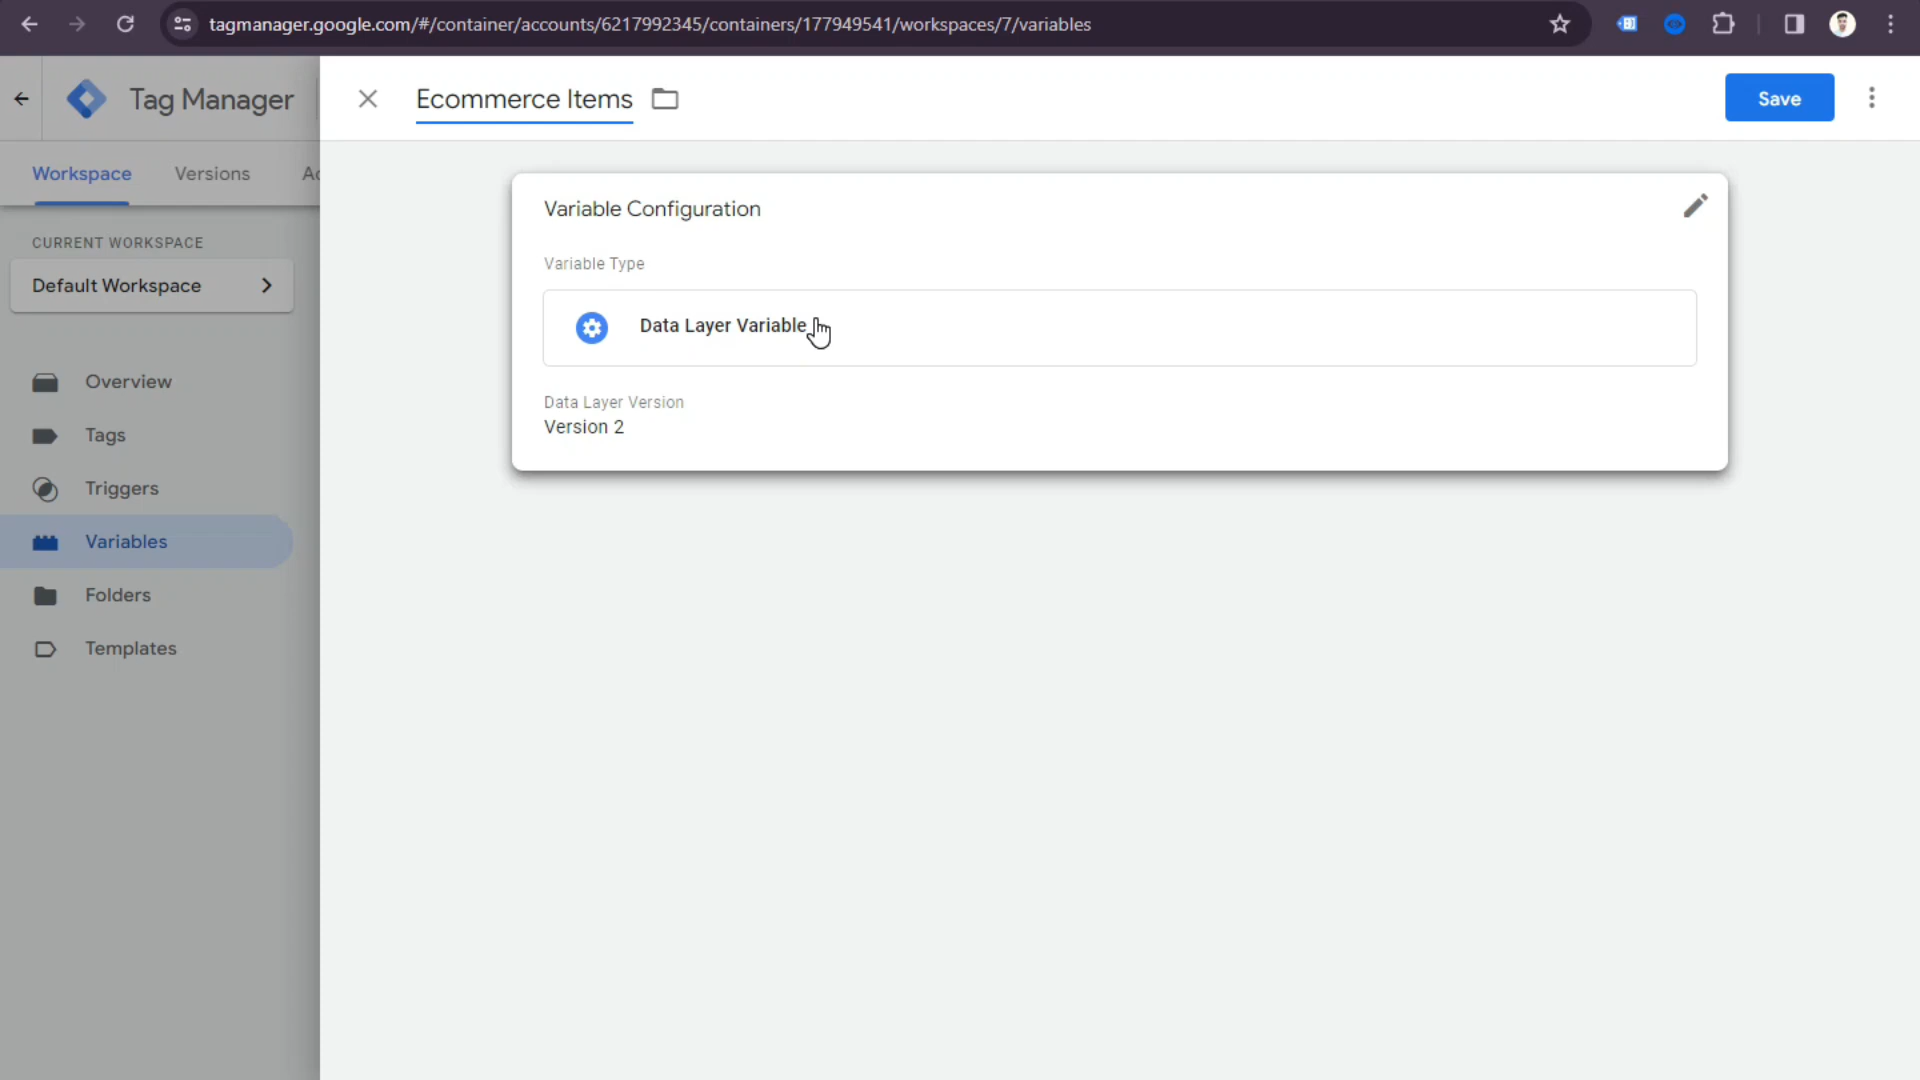 tagmanager.google.com/#/container/accounts/6217992345/containers/177949541/workspaces/7/variables
Tag Manager
Ecommerce Items
Save
Workspace
Versions
Ac
CURRENT WORKSPACE
Default Workspace
Overview
Tags
Triggers
Variables
Folders
Templates
Variable Configuration
Variable Type
Data Layer Variable
Data Layer Version
Version 2